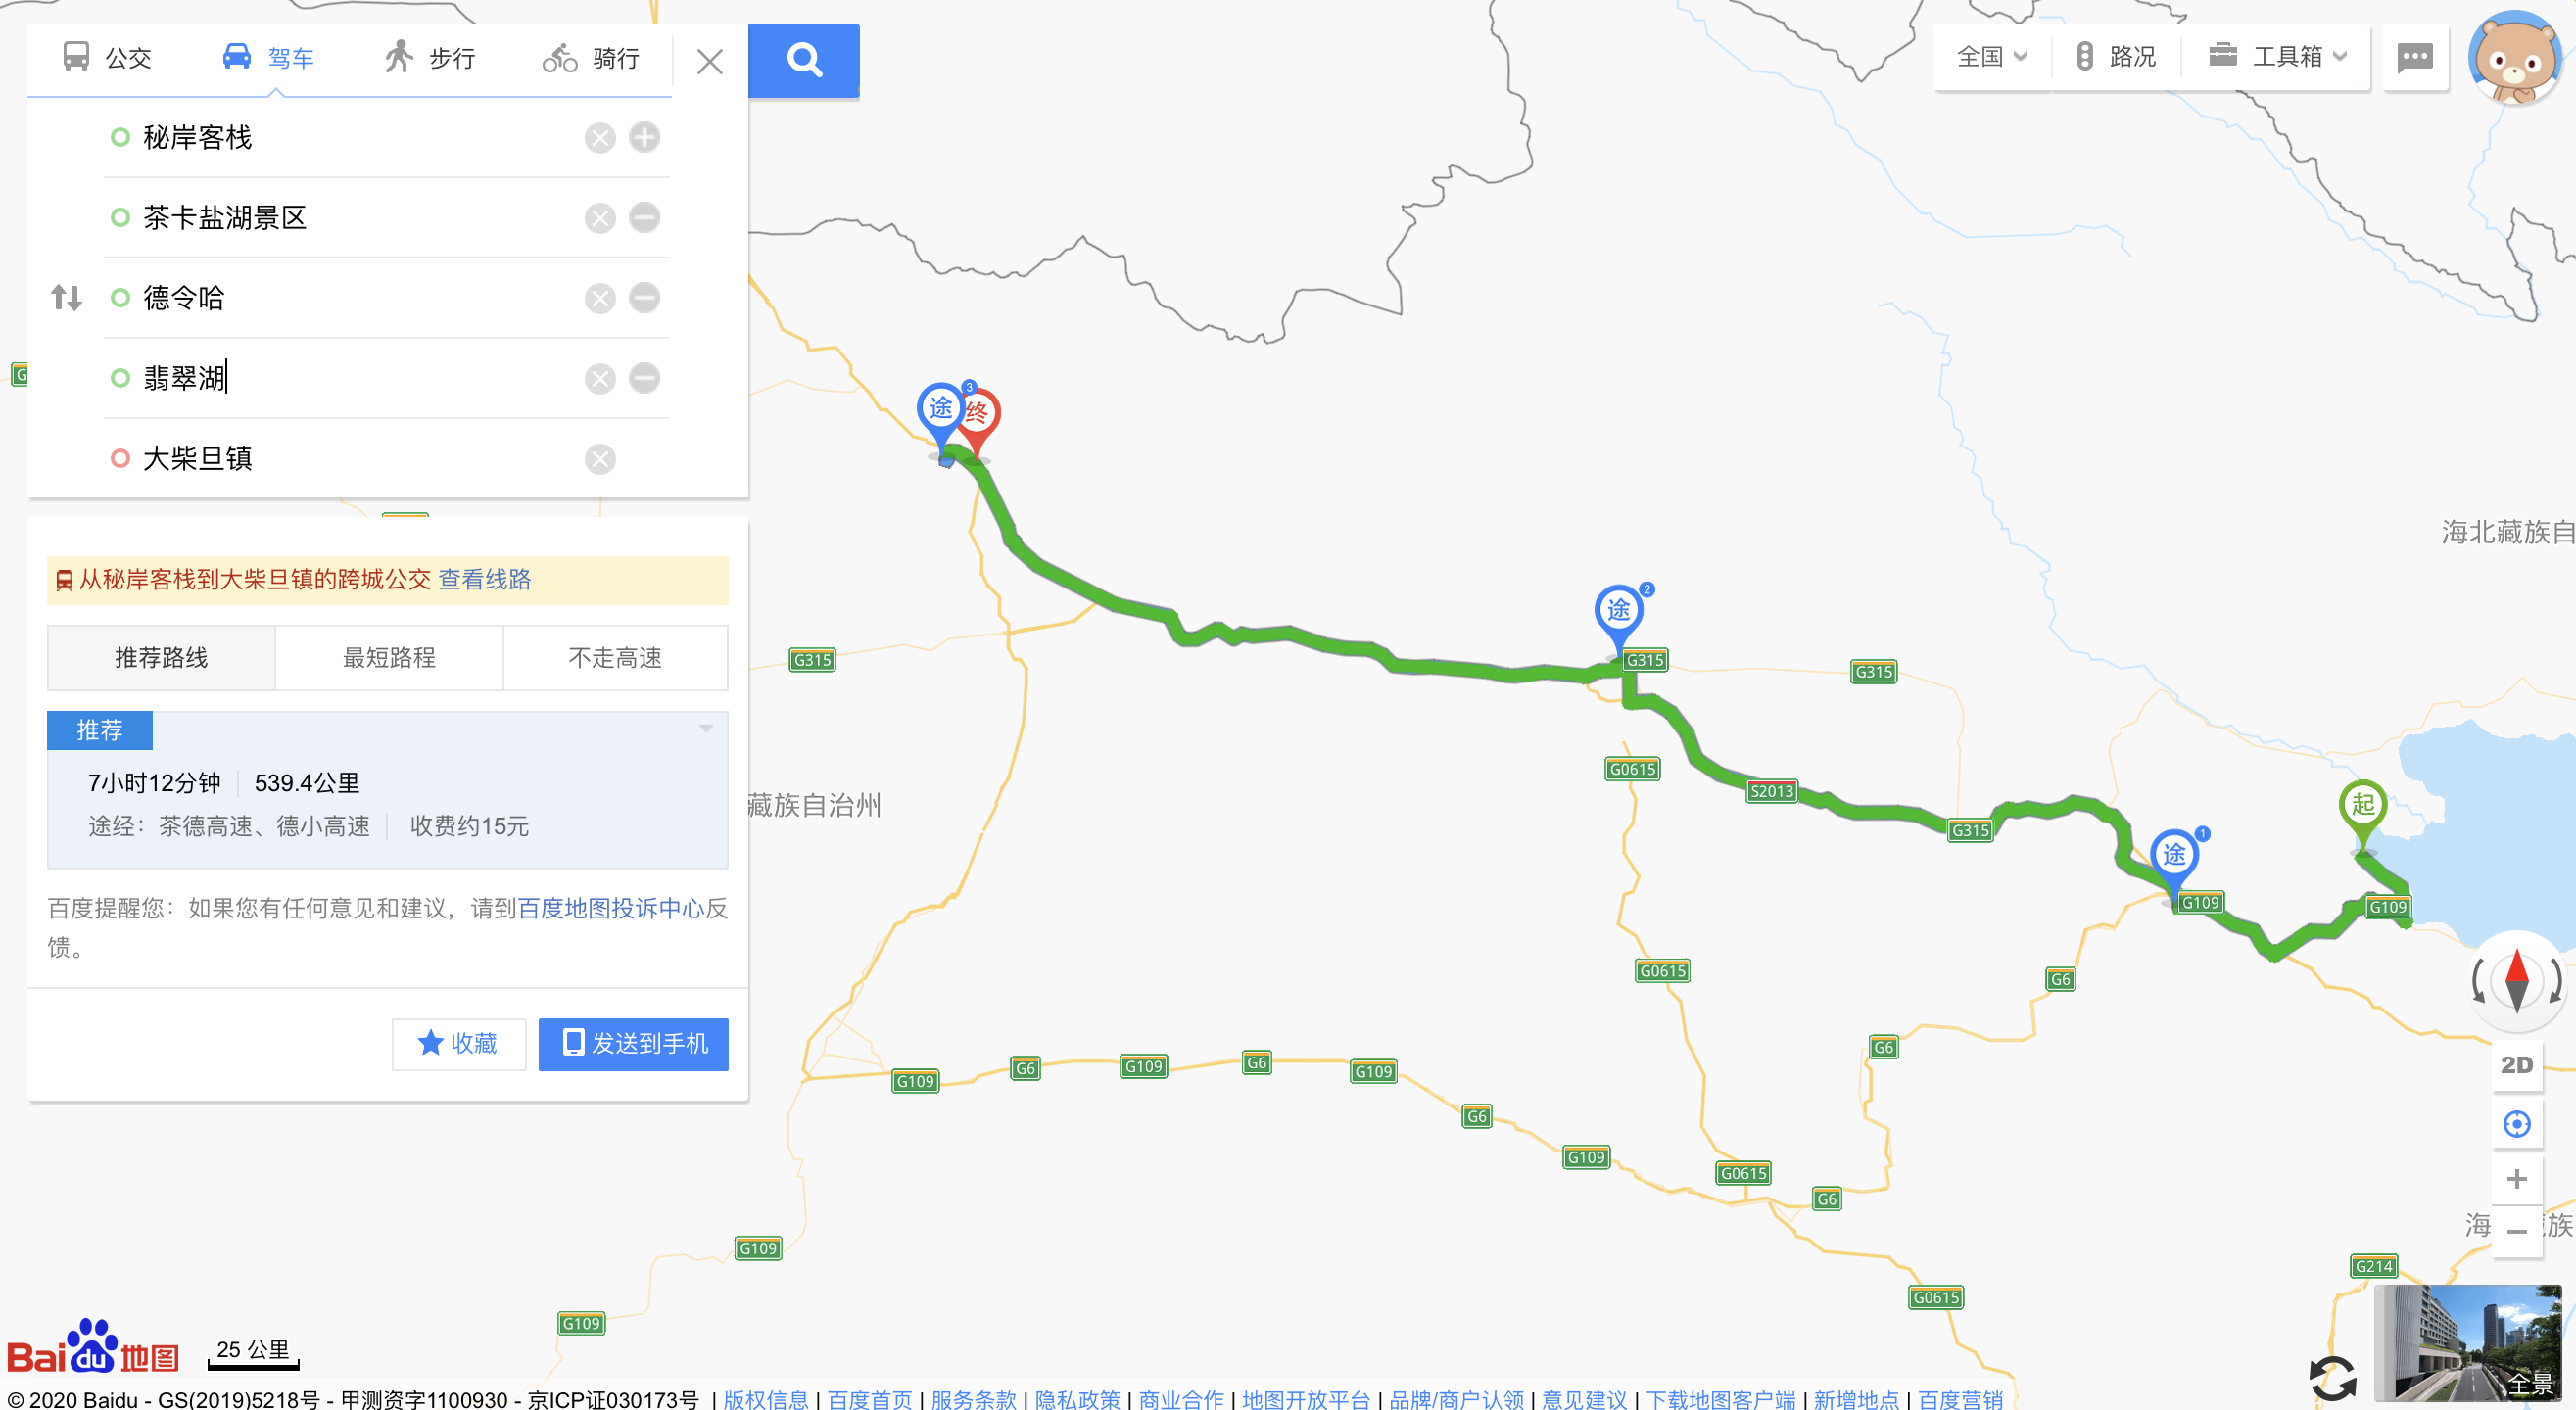 公交 驾车 步行 骑行
全国 路况 工具箱
秘岸客栈
茶卡盐湖景区
德令哈
翡翠湖
大柴旦镇
G
从秘岸客栈到大柴旦镇的跨城公交 查看线路
推荐路线 最短路程 不走高速
推荐
7小时12分钟 539.4公里
途经：茶德高速、德小高速 收费约15元
百度提醒您：如果您有任何意见和建议，请到百度地图投诉中心反
馈。
收藏 发送到手机
途 3 终
海北藏族自
途 2
G315 G315 G315
G0615
S2013
藏族自治州
起
G315
途 1
G109 G109
G0615
G6
G6
2D
G109 G6 G109 G6 G109
G6
G109
G0615
G6
海 族
G109
G214
G0615
G109
全景
Bai du 地图
25 公里
© 2020 Baidu - GS(2019)5218号 - 甲测资字1100930 - 京ICP证030173号 | 版权信息 | 百度首页 | 服务条款 | 隐私政策 | 商业合作 | 地图开放平台 | 品牌/商户认领 | 意见建议 | 下载地图客户端 | 新增地点 | 百度营销